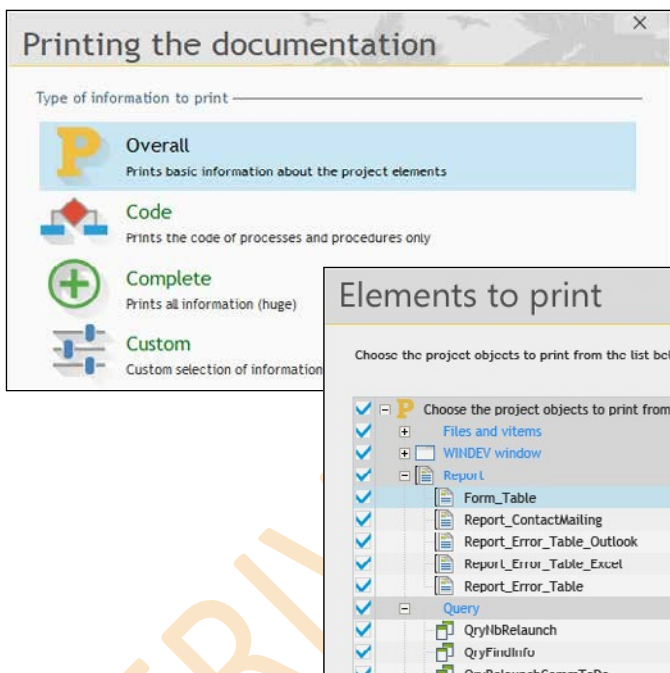 Printing the documentation
Type of information to print
Overall
Prints basic information about the project elements
Code
Prints the code of processes and procedures only
Complete
Prints all information (huge)
Custom
Custom selection of information
Elements to print
Choose the project objects to print from the list bel
Choose the project objects to print from
Files and vitems
WINDEV window
Report
Form_Table
Report_ContactMailing
Report_Error_Table_Outlook
Report_Error_Table_Excel
Report_Error_Table
Query
QryNbRelaunch
QryFindInfo